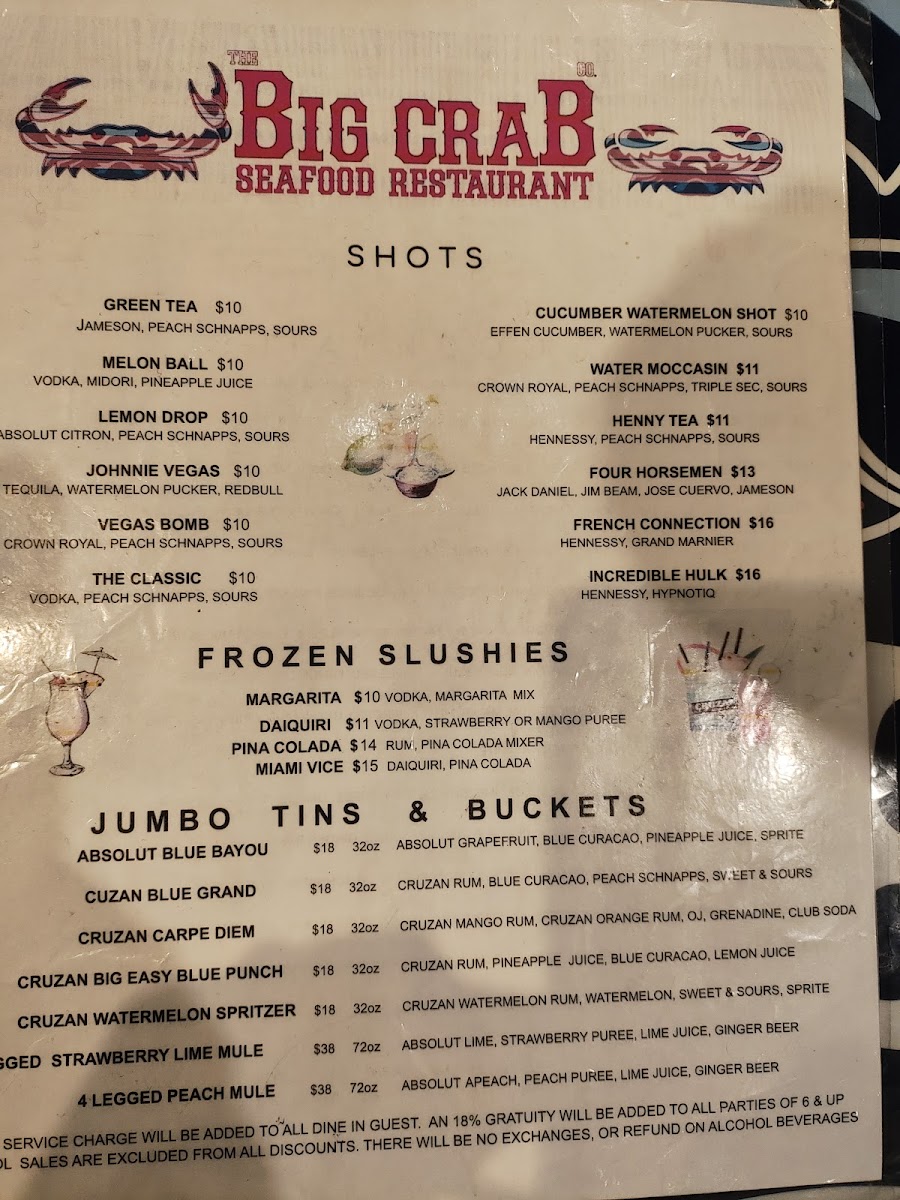 THE BIG CRAB CO.
SEAFOOD RESTAURANT
SHOTS
GREEN TEA $10
JAMESON, PEACH SCHNAPPS, SOURS
MELON BALL $10
VODKA, MIDORI, PINEAPPLE JUICE
LEMON DROP $10
ABSOLUT CITRON, PEACH SCHNAPPS, SOURS
JOHNNIE VEGAS $10
TEQUILA, WATERMELON PUCKER, REDBULL
VEGAS BOMB $10
CROWN ROYAL, PEACH SCHNAPPS, SOURS
THE CLASSIC $10
VODKA, PEACH SCHNAPPS, SOURS
CUCUMBER WATERMELON SHOT $10
EFFEN CUCUMBER, WATERMELON PUCKER, SOURS
WATER MOCCASIN $11
CROWN ROYAL, PEACH SCHNAPPS, TRIPLE SEC, SOURS
HENNY TEA $11
HENNESSY, PEACH SCHNAPPS, SOURS
FOUR HORSEMEN $13
JACK DANIEL, JIM BEAM, JOSE CUERVO, JAMESON
FRENCH CONNECTION $16
HENNESSY, GRAND MARNIER
INCREDIBLE HULK $16
HENNESSY, HYPNOTIQ
FROZEN SLUSHIES
MARGARITA $10 VODKA, MARGARITA MIX
DAIQUIRI $11 VODKA, STRAWBERRY OR MANGO PUREE
PINA COLADA $14 RUM, PINA COLADA MIXER
MIAMI VICE $15 DAIQUIRI, PINA COLADA
JUMBO TINS & BUCKETS
ABSOLUT BLUE BAYOU $18 32oz ABSOLUT GRAPEFRUIT, BLUE CURACAO, PINEAPPLE JUICE, SPRITE
CUZAN BLUE GRAND $18 32oz CRUZAN RUM, BLUE CURACAO, PEACH SCHNAPPS, SWEET & SOURS
CRUZAN CARPE DIEM $18 32oz CRUZAN MANGO RUM, CRUZAN ORANGE RUM, OJ, GRENADINE, CLUB SODA
CRUZAN BIG EASY BLUE PUNCH $18 32oz CRUZAN RUM, PINEAPPLE JUICE, BLUE CURACAO, LEMON JUICE
CRUZAN WATERMELON SPRITZER $18 32oz CRUZAN WATERMELON RUM, WATERMELON, SWEET & SOURS, SPRITE
GGED STRAWBERRY LIME MULE $38 72oz ABSOLUT LIME, STRAWBERRY PUREE, LIME JUICE, GINGER BEER
4 LEGGED PEACH MULE $38 72oz ABSOLUT APEACH, PEACH PUREE, LIME JUICE, GINGER BEER
SERVICE CHARGE WILL BE ADDED TO ALL DINE IN GUEST. AN 18% GRATUITY WILL BE ADDED TO ALL PARTIES OF 6 & UP
OL SALES ARE EXCLUDED FROM ALL DISCOUNTS. THERE WILL BE NO EXCHANGES, OR REFUND ON ALCOHOL BEVERAGES